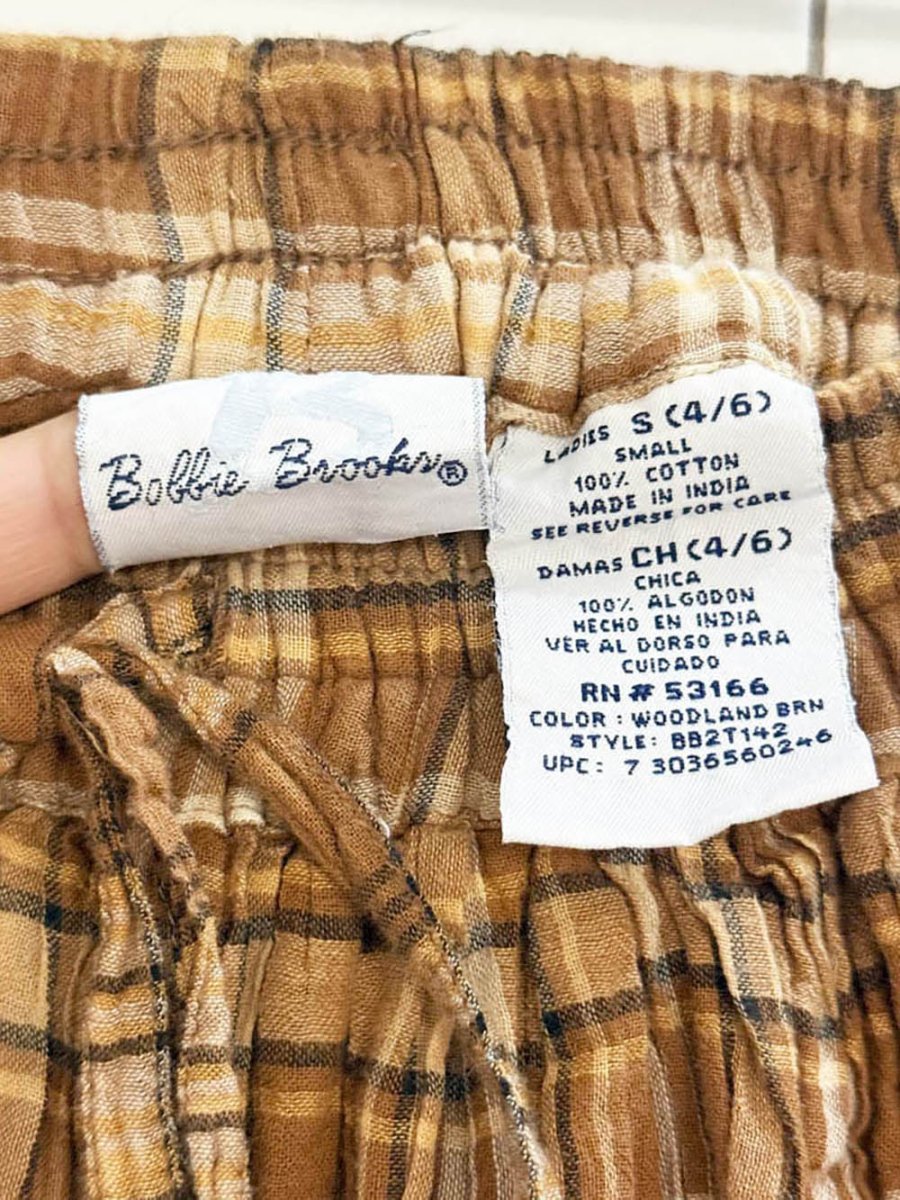 Bobbie Brooks®
LADIES S (4/6)
SMALL
100% COTTON
MADE IN INDIA
SEE REVERSE FOR CARE
DAMAS CH (4/6)
CHICA
100% ALGODON
HECHO EN INDIA
VER AL DORSO PARA
CUIDADO
RN # 53166
COLOR : WOODLAND BRN
STYLE: BB2T142
UPC: 7 3036560246